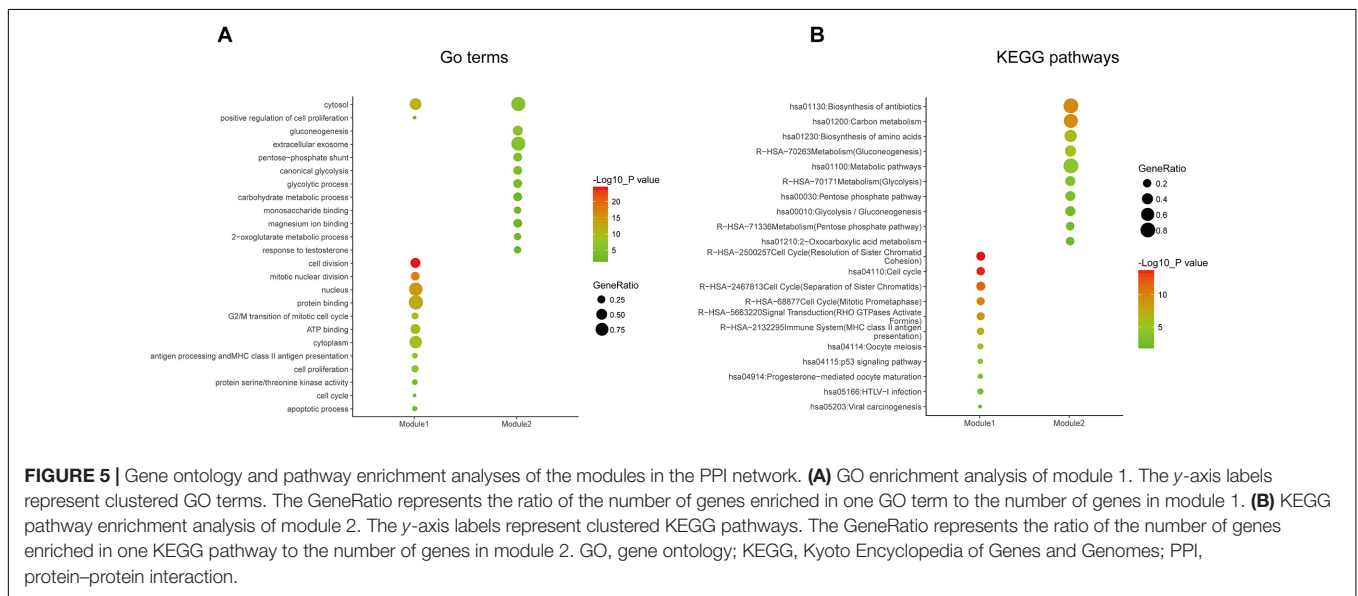 A
Go terms
cytosol
positive regulation of cell proliferation
gluconeogenesis
extracellular exosome
pentose−phosphate shunt
canonical glycolysis
glycolytic process
carbohydrate metabolic process
monosaccharide binding
magnesium ion binding
2−oxoglutarate metabolic process
response to testosterone
cell division
mitotic nuclear division
nucleus
protein binding
G2/M transition of mitotic cell cycle
ATP binding
cytoplasm
antigen processing andMHC class II antigen presentation
cell proliferation
protein serine/threonine kinase activity
cell cycle
apoptotic process
Module1 Module2
-Log10_P value
20
15
10
5
GeneRatio
0.25
0.50
0.75
B
KEGG pathways
hsa01130:Biosynthesis of antibiotics
hsa01200:Carbon metabolism
hsa01230:Biosynthesis of amino acids
R−HSA−70263Metabolism(Gluconeogenesis)
hsa01100:Metabolic pathways
R−HSA−70171Metabolism(Glycolysis)
hsa00030:Pentose phosphate pathway
hsa00010:Glycolysis / Gluconeogenesis
R−HSA−71336Metabolism(Pentose phosphate pathway)
hsa01210:2−Oxocarboxylic acid metabolism
R−HSA−2500257Cell Cycle(Resolution of Sister Chromatid
Cohesion)
hsa04110:Cell cycle
R−HSA−2467813Cell Cycle(Separation of Sister Chromatids)
R−HSA−68877Cell Cycle(Mitotic Prometaphase)
R−HSA−5663220Signal Transduction(RHO GTPases Activate
Formins)
R−HSA−2132295Immune System(MHC class II antigen
presentation)
hsa04114:Oocyte meiosis
hsa04115:p53 signaling pathway
hsa04914:Progesterone−mediated oocyte maturation
hsa05166:HTLV−I infection
hsa05203:Viral carcinogenesis
Module1 Module2
GeneRatio
0.2
0.4
0.6
0.8
-Log10_P value
10
5
FIGURE 5 | Gene ontology and pathway enrichment analyses of the modules in the PPI network. (A) GO enrichment analysis of module 1. The y-axis labels
represent clustered GO terms. The GeneRatio represents the ratio of the number of genes enriched in one GO term to the number of genes in module 1. (B) KEGG
pathway enrichment analysis of module 2. The y-axis labels represent clustered KEGG pathways. The GeneRatio represents the ratio of the number of genes
enriched in one KEGG pathway to the number of genes in module 2. GO, gene ontology; KEGG, Kyoto Encyclopedia of Genes and Genomes; PPI,
protein–protein interaction.